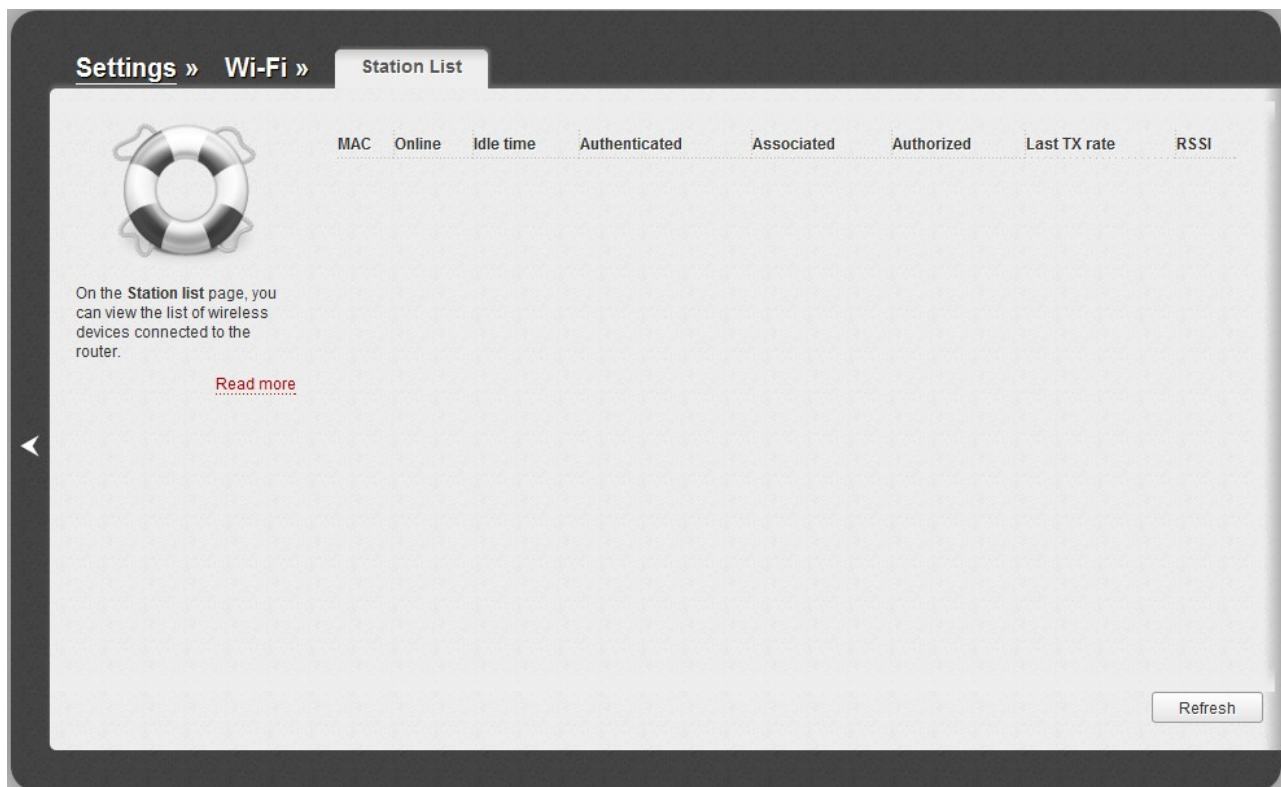 Settings » Wi-Fi » Station List
MAC Online Idle time Authenticated Associated Authorized Last TX rate RSSI
On the Station list page, you
can view the list of wireless
devices connected to the
router.
Read more
Refresh